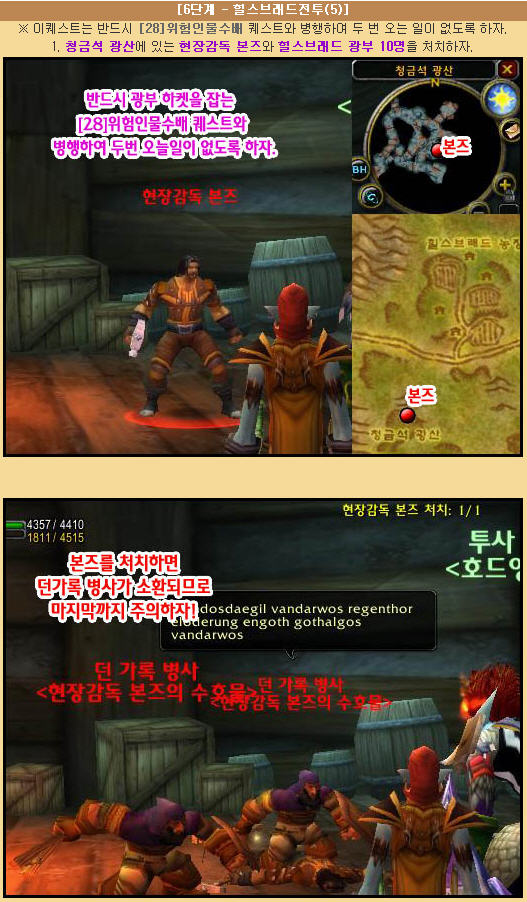 [6단계 - 힐스브래드전투(5)]
※ 이퀘스트는 반드시 [28]위험인물수배 퀘스트와 병행하여 두 번 오는 일이 없도록 하자.
1. 청금석 광산에 있는 현장감독 본즈와 힐스브래드 광부 10명을 처치하자.
반드시 광부 하켓을 잡는
[28]위험인물수배 퀘스트와
병행하여 두번 오늘일이 없도록 하자.
현장감독 본즈
청금석 광산
N
본즈
BH
힐스브래드 농장
본즈
청금석 광산
현장감독 본즈 처치: 1/1
4357 / 4410
1811 / 4515
투사
<호드
본즈를 처치하면
던가록 병사가 소환되므로
마지막까지 주의하자!
dosdaegil vandarwos regenthor
eloderung engoth gothalgos
vandarwos
던 가록 병사
<현장감독 본즈의 수호물>
던 가록 병사
<현장감독 본즈의 수호물>